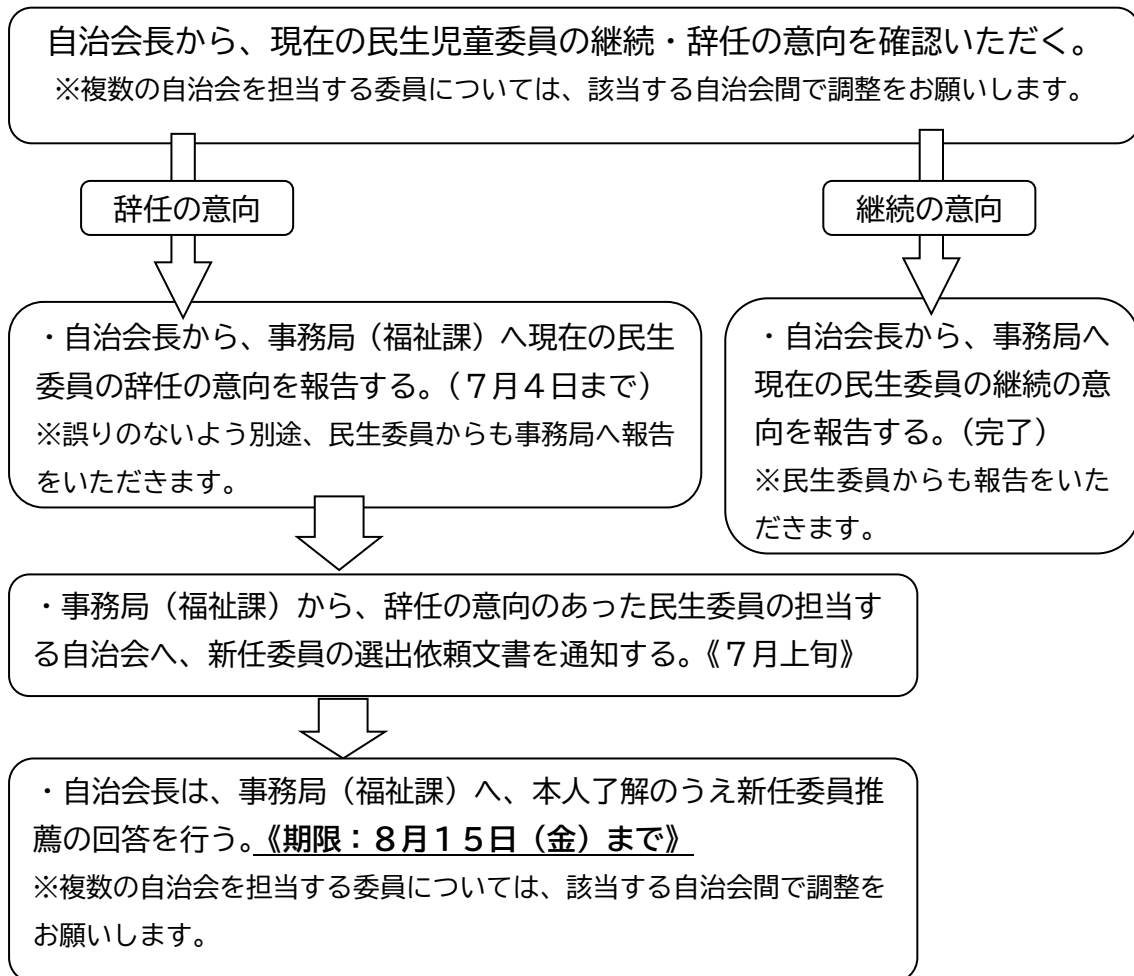 自治会長から、現在の民生児童委員の継続・辞任の意向を確認いただく。
※複数の自治会を担当する委員については、該当する自治会間で調整をお願いします。
辞任の意向
継続の意向
・自治会長から、事務局（福祉課）へ現在の民生
委員の辞任の意向を報告する。（７月４日まで）
※誤りのないよう別途、民生委員からも事務局へ報告
をいただきます。
・自治会長から、事務局へ
現在の民生委員の継続の意
向を報告する。（完了）
※民生委員からも報告をいた
だきます。
・事務局（福祉課）から、辞任の意向のあった民生委員の担当す
る自治会へ、新任委員の選出依頼文書を通知する。《７月上旬》
・自治会長は、事務局（福祉課）へ、本人了解のうえ新任委員推
薦の回答を行う。《期限：８月１５日（金）まで》
※複数の自治会を担当する委員については、該当する自治会間で調整を
お願いします。